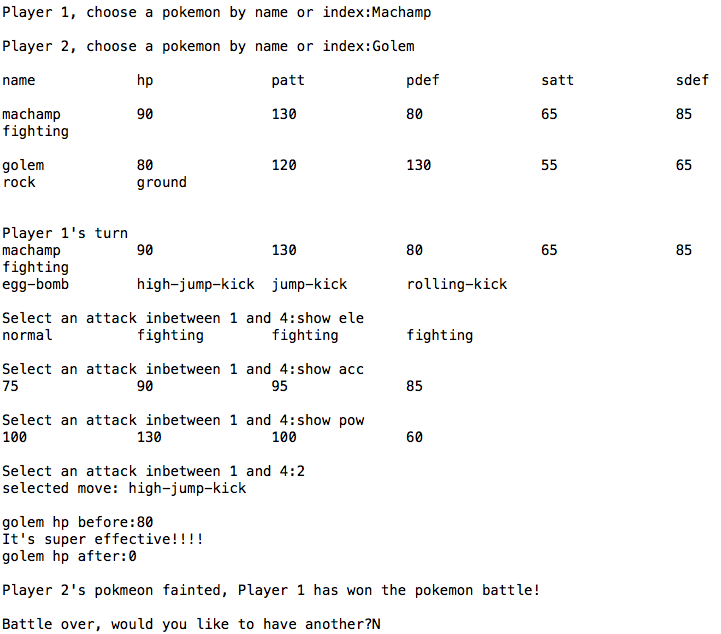 Player 1, choose a pokemon by name or index:Machamp
Player 2, choose a pokemon by name or index:Golem
name hp patt pdef satt sdef
machamp 90 130 80 65 85
fighting
golem 80 120 130 55 65
rock ground
Player 1's turn
machamp 90 130 80 65 85
fighting
egg-bomb high-jump-kick jump-kick rolling-kick
Select an attack inbetween 1 and 4:show ele
normal fighting fighting fighting
Select an attack inbetween 1 and 4:show acc
75 90 95 85
Select an attack inbetween 1 and 4:show pow
100 130 100 60
Select an attack inbetween 1 and 4:2
selected move: high-jump-kick
golem hp before:80
It's super effective!!!!
golem hp after:0
Player 2's pokmeon fainted, Player 1 has won the pokemon battle!
Battle over, would you like to have another?N